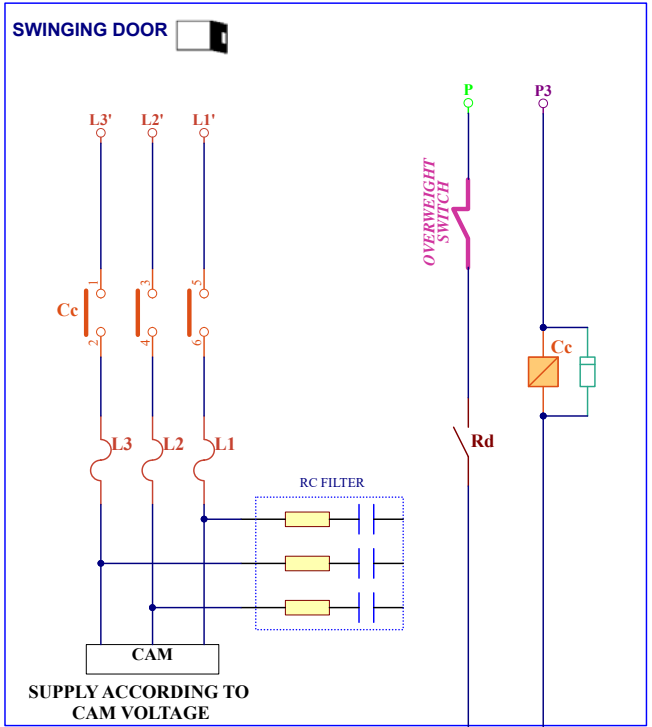 SWINGING DOOR
L3' L2' L1'
P P3
OVERWEIGHT
SWITCH
1 3 5
Cc
2 4 6
Cc
L3 L2 L1
Rd
RC FILTER
CAM
SUPPLY ACCORDING TO
CAM VOLTAGE